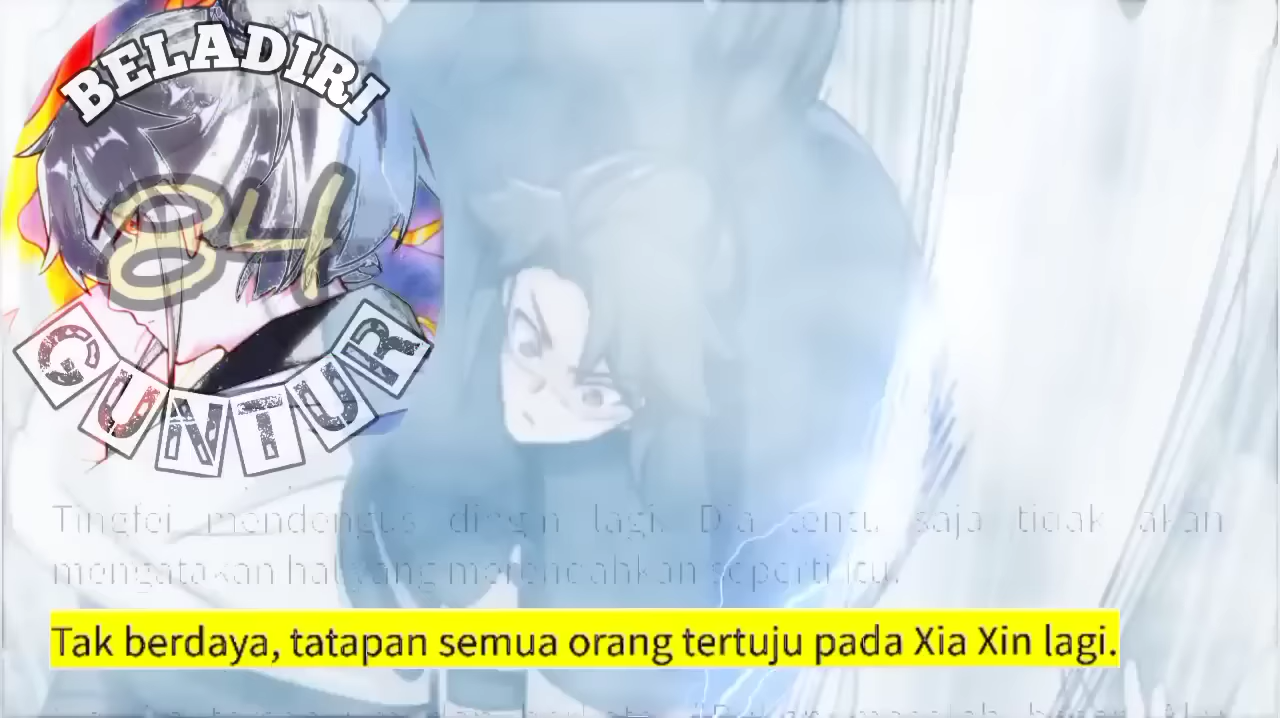 BELADIRI
84
GUNTUR
Tingfei mendengus dingin lagi. Dia tentu saja tidak akan
mengatakan hal yang merendahkan seperti itu.
Tak berdaya, tatapan semua orang tertuju pada Xia Xin lagi.